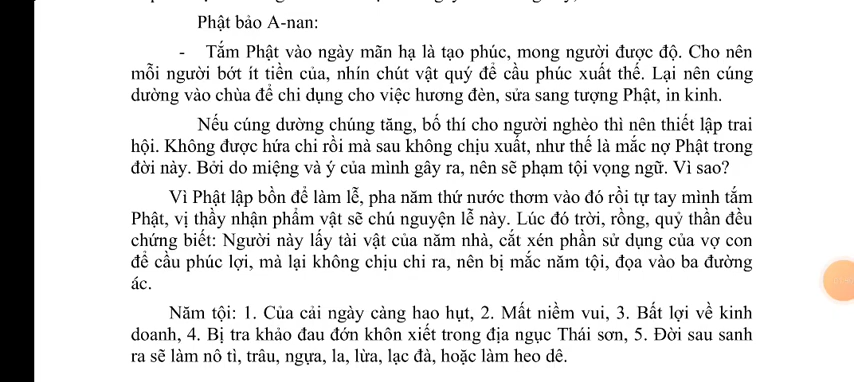 Phật bảo A-nan:
- Tắm Phật vào ngày mãn hạ là tạo phúc, mong người được độ. Cho nên
mỗi người bớt ít tiền của, nhín chút vật quý để cầu phúc xuất thế. Lại nên cúng
dường vào chùa để chi dụng cho việc hương đèn, sửa sang tượng Phật, in kinh.
Nếu cúng dường chúng tăng, bố thí cho người nghèo thì nên thiết lập trai
hội. Không được hứa chi rồi mà sau không chịu xuất, như thế là mắc nợ Phật trong
đời này. Bởi do miệng và ý của mình gây ra, nên sẽ phạm tội vọng ngữ. Vì sao?
Vì Phật lập bồn để làm lễ, pha năm thứ nước thơm vào đó rồi tự tay mình tắm
Phật, vị thầy nhận phẩm vật sẽ chú nguyện lễ này. Lúc đó trời, rồng, quỷ thần đều
chứng biết: Người này lấy tài vật của năm nhà, cắt xén phần sử dụng của vợ con
để cầu phúc lợi, mà lại không chịu chi ra, nên bị mắc năm tội, đọa vào ba đường
ác.
Năm tội: 1. Của cải ngày càng hao hụt, 2. Mất niềm vui, 3. Bất lợi về kinh
doanh, 4. Bị tra khảo đau đớn khôn xiết trong địa ngục Thái sơn, 5. Đời sau sanh
ra sẽ làm nô tì, trâu, ngựa, la, lừa, lạc đà, hoặc làm heo dê.